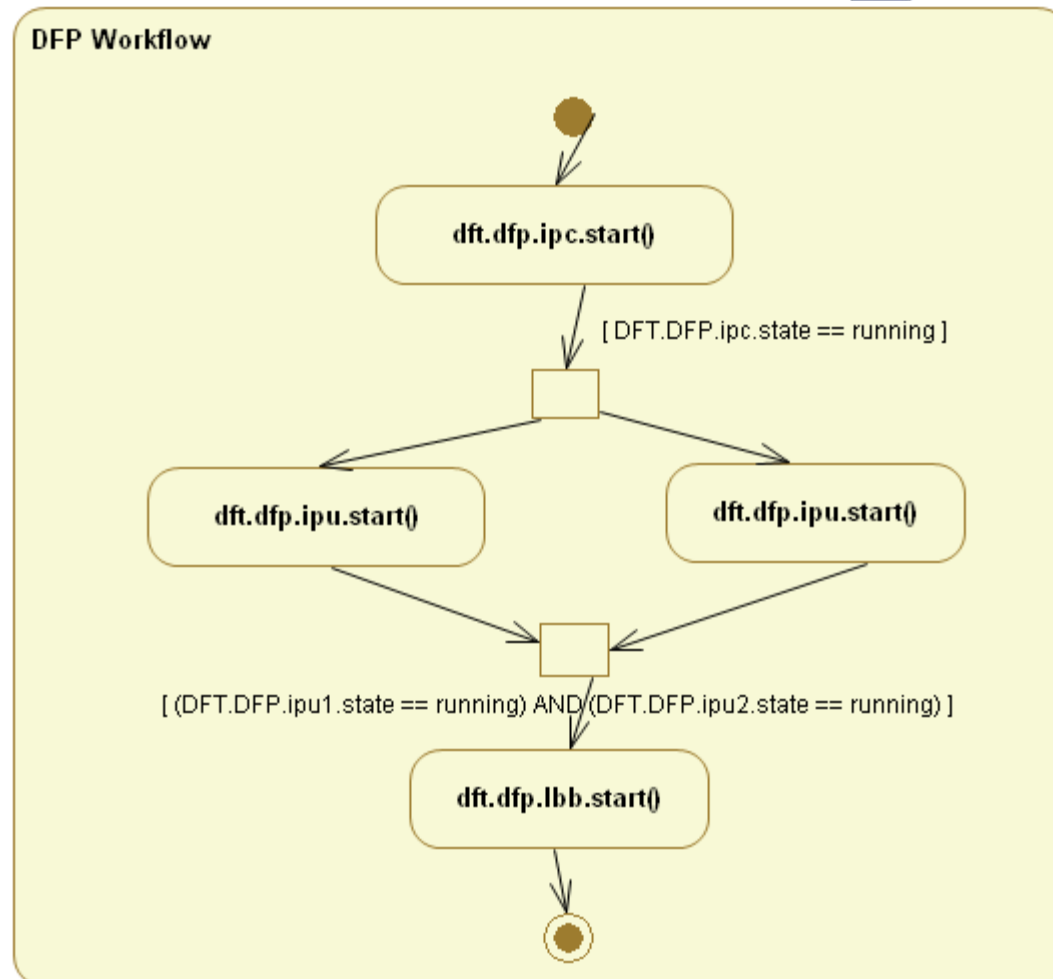 DFP Workflow
dft.dfp.ipc.start()
[ DFT.DFP.ipc.state == running ]
dft.dfp.ipu.start()
dft.dfp.ipu.start()
[ (DFT.DFP.ipu1.state == running) AND (DFT.DFP.ipu2.state == running) ]
dft.dfp.lbb.start()